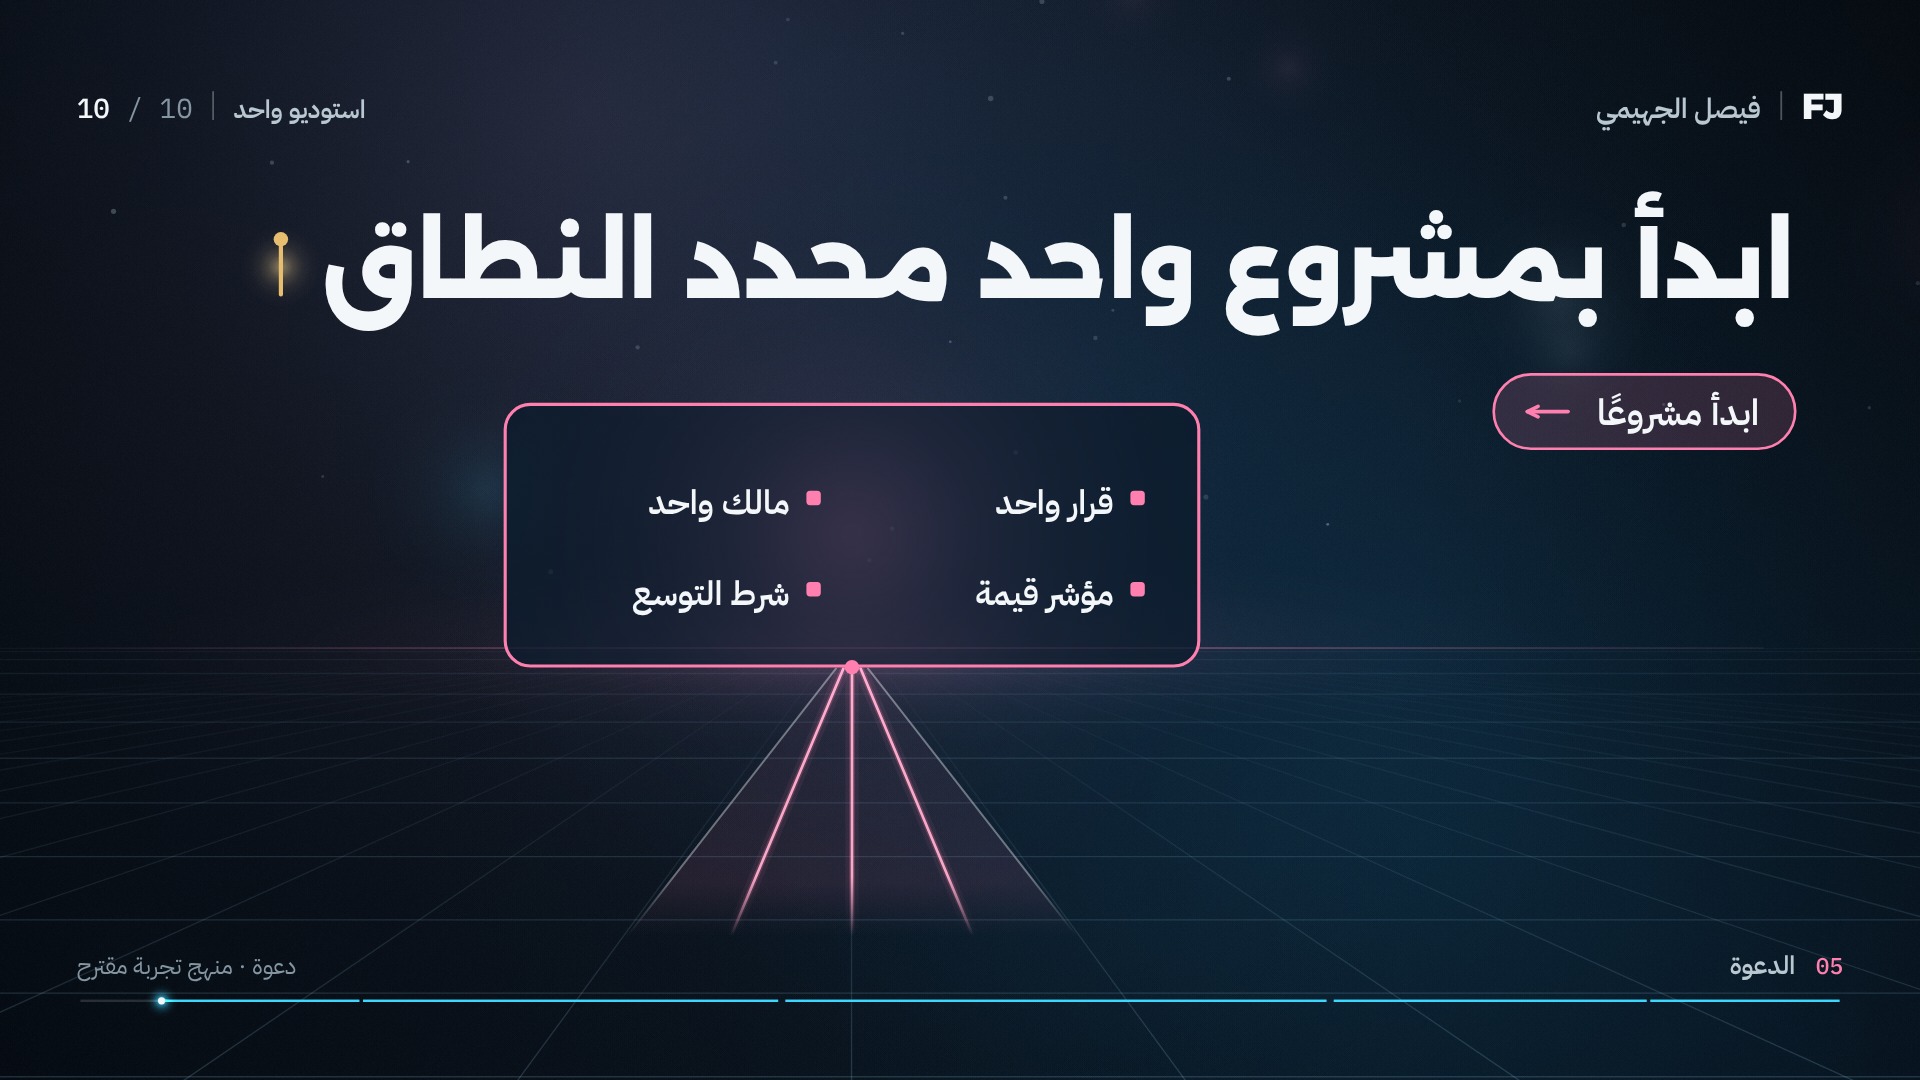 FJ | فيصل الجهيمي
استوديو واحد | 10 / 10
ابدأ بمشروع واحد محدد النطاق
ابدأ مشروعًا ←
قرار واحد
مالك واحد
مؤشر قيمة
شرط التوسع
05 الدعوة
دعوة · منهج تجربة مقترح